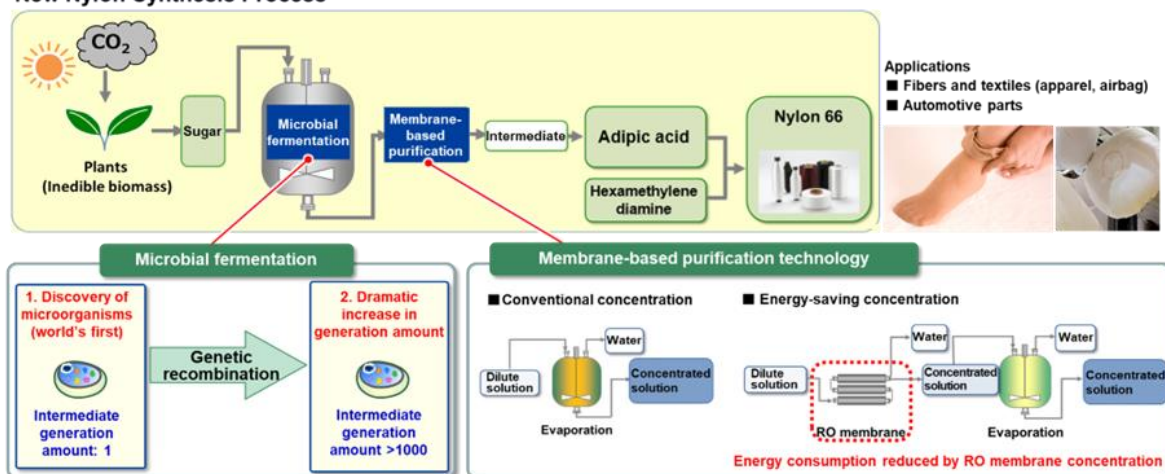 New Nylon Synthesis Process
CO2
Plants
(Inedible biomass)
Sugar
Microbial
fermentation
Membrane-
based
purification
Intermediate
Adipic acid
Hexamethylene
diamine
Nylon 66
Applications
■ Fibers and textiles (apparel, airbag)
■ Automotive parts
Microbial fermentation
1. Discovery of
microorganisms
(world's first)
Intermediate
generation
amount: 1
Genetic
recombination
2. Dramatic
increase in
generation amount
Intermediate
generation
amount >1000
Membrane-based purification technology
■ Conventional concentration
Dilute
solution
Water
Concentrated
solution
Evaporation
■ Energy-saving concentration
Dilute
solution
RO membrane
Water
Concentrated
solution
Water
Concentrated
solution
Evaporation
Energy consumption reduced by RO membrane concentration